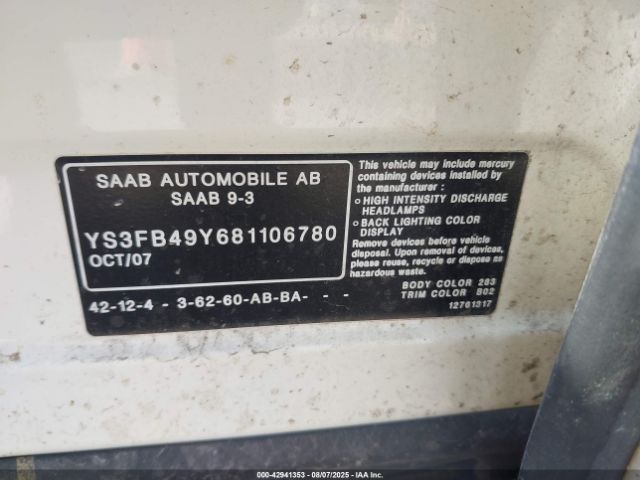 SAAB AUTOMOBILE AB
SAAB 9-3
YS3FB49Y681106780
OCT/07
42-12-4 - 3-62-60-AB-BA- - -
This vehicle may include mercury
containing devices installed by
the manufacturer :
o HIGH INTENSITY DISCHARGE
HEADLAMPS
o BACK LIGHTING COLOR
DISPLAY
Remove devices before vehicle
disposal. Upon removal of devices,
please reuse, recycle or dispose as
hazardous waste.
BODY COLOR 283
TRIM COLOR B02
12761317
000-42941353 - 08/07/2025 - IAA Inc.